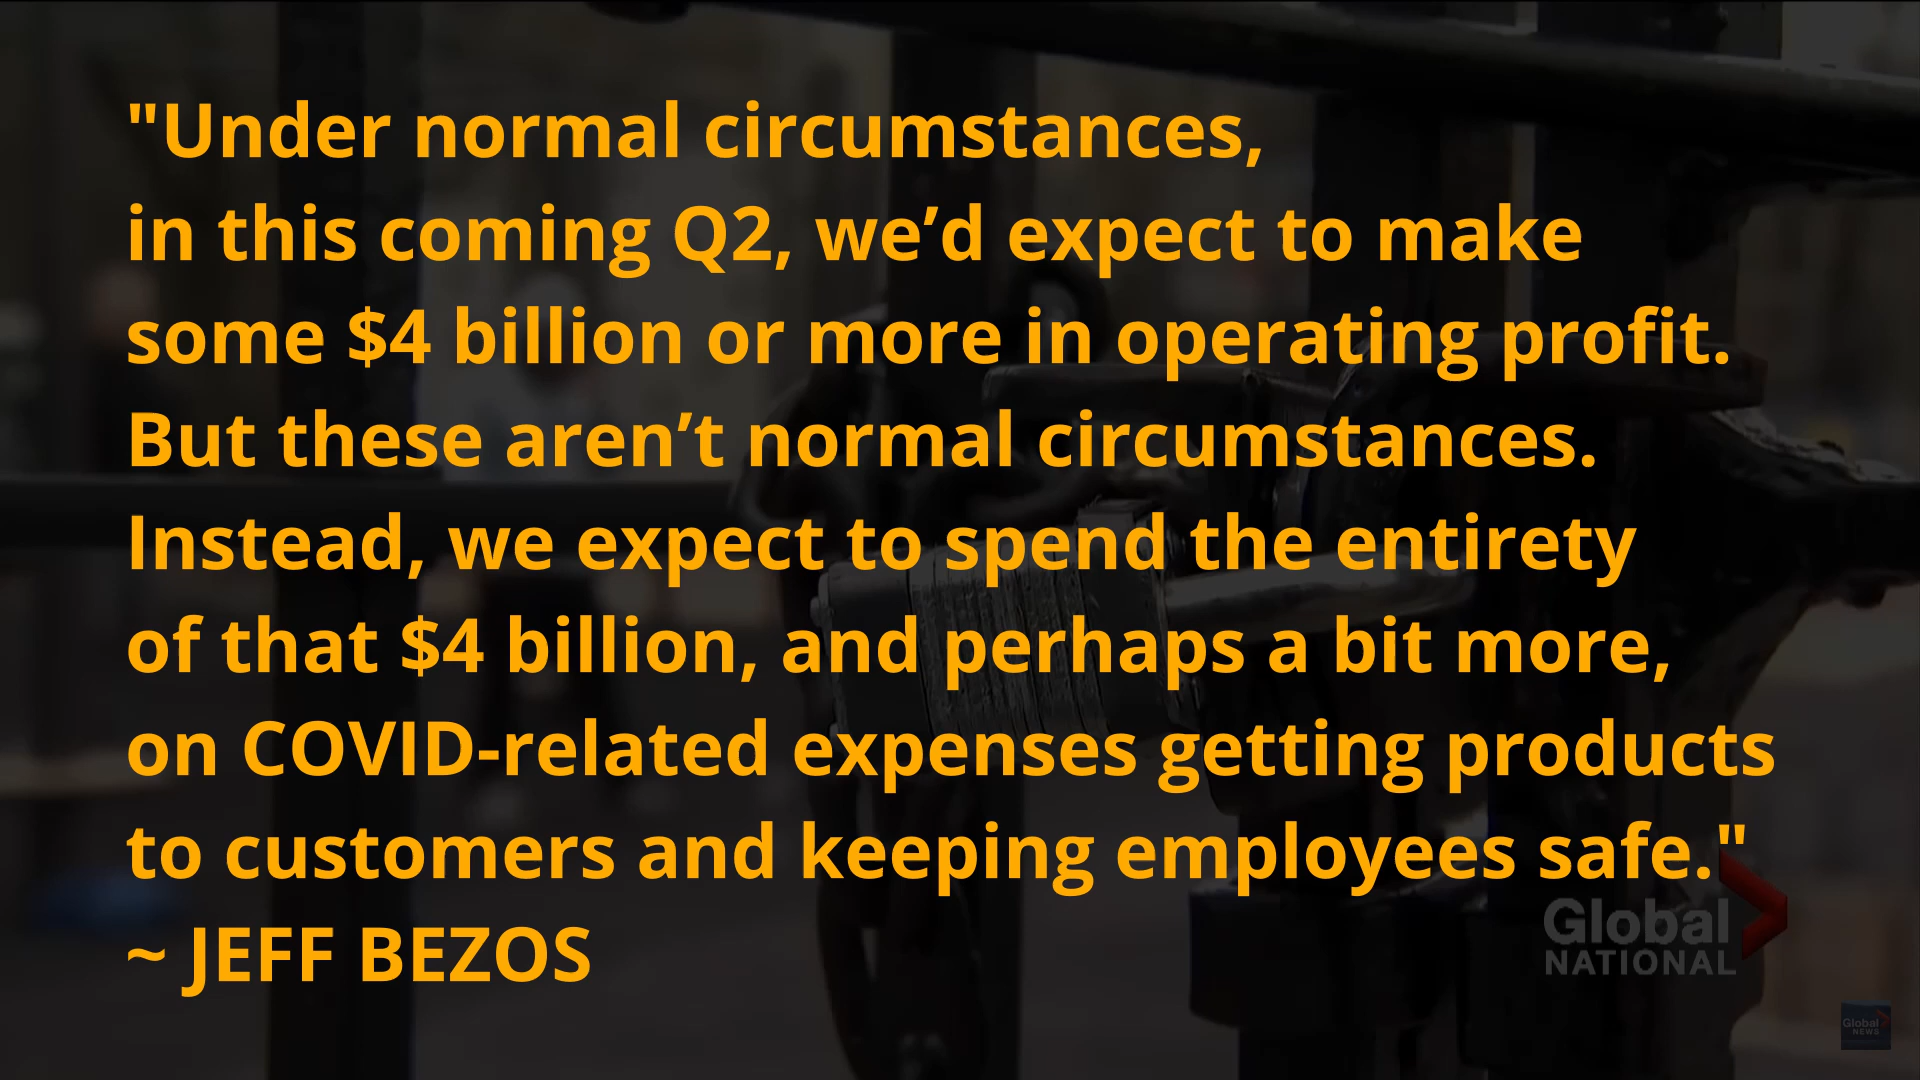 "Under normal circumstances,
in this coming Q2, we’d expect to make
some $4 billion or more in operating profit.
But these aren’t normal circumstances.
Instead, we expect to spend the entirety
of that $4 billion, and perhaps a bit more,
on COVID-related expenses getting products
to customers and keeping employees safe."
~ JEFF BEZOS
Global
NATIONAL
Global
NEWS